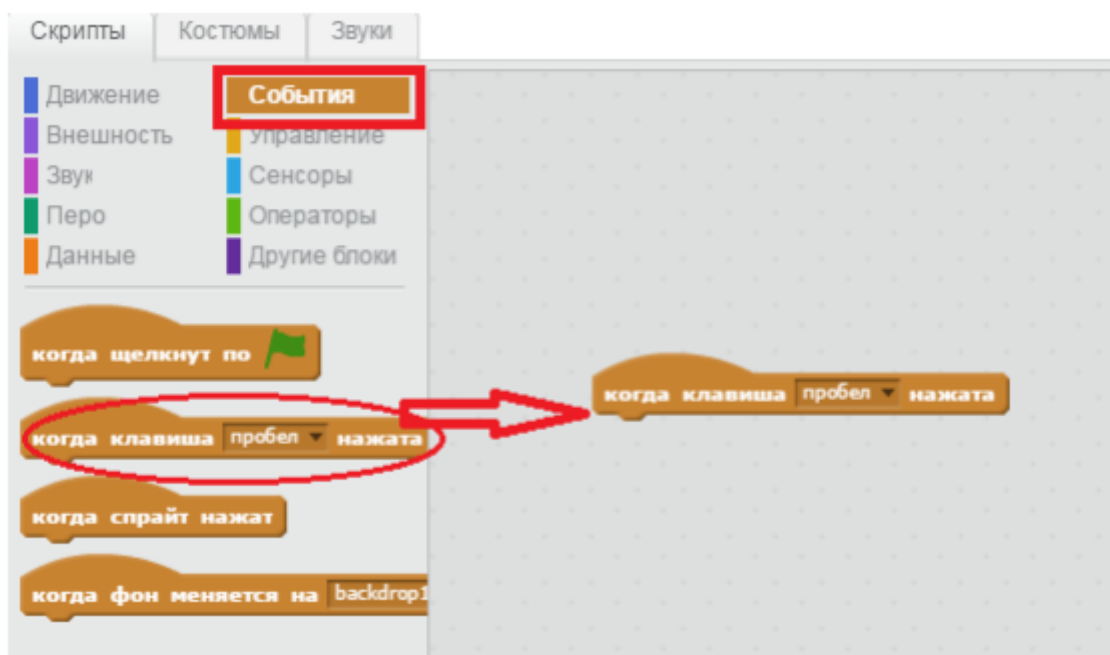 Скрипты Костюмы Звуки
Движение События
Внешность Управление
Звук Сенсоры
Перо Операторы
Данные Другие блоки
когда щелкнут по
когда клавиша пробел нажата
когда спрайт нажат
когда фон меняется на backdrop1
когда клавиша пробел нажата